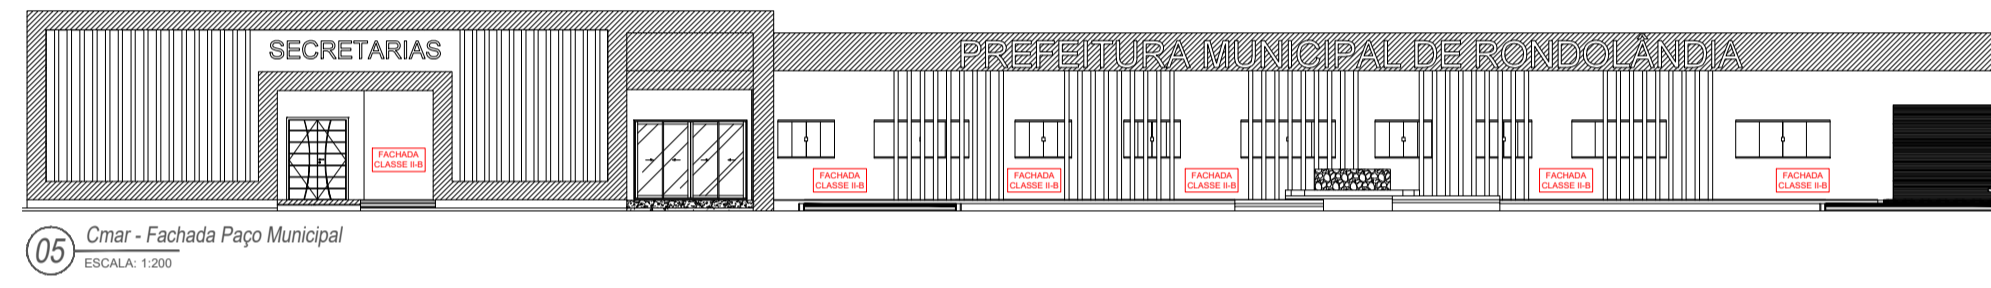 SECRETARIAS
PREFEITURA MUNICIPAL DE RONDOLÂNDIA
FACHADA
CLASSE II-B
FACHADA
CLASSE II-B
FACHADA
CLASSE II-B
FACHADA
CLASSE II-B
FACHADA
CLASSE II-B
FACHADA
CLASSE II-B
05
Cmar - Fachada Paço Municipal
ESCALA: 1:200